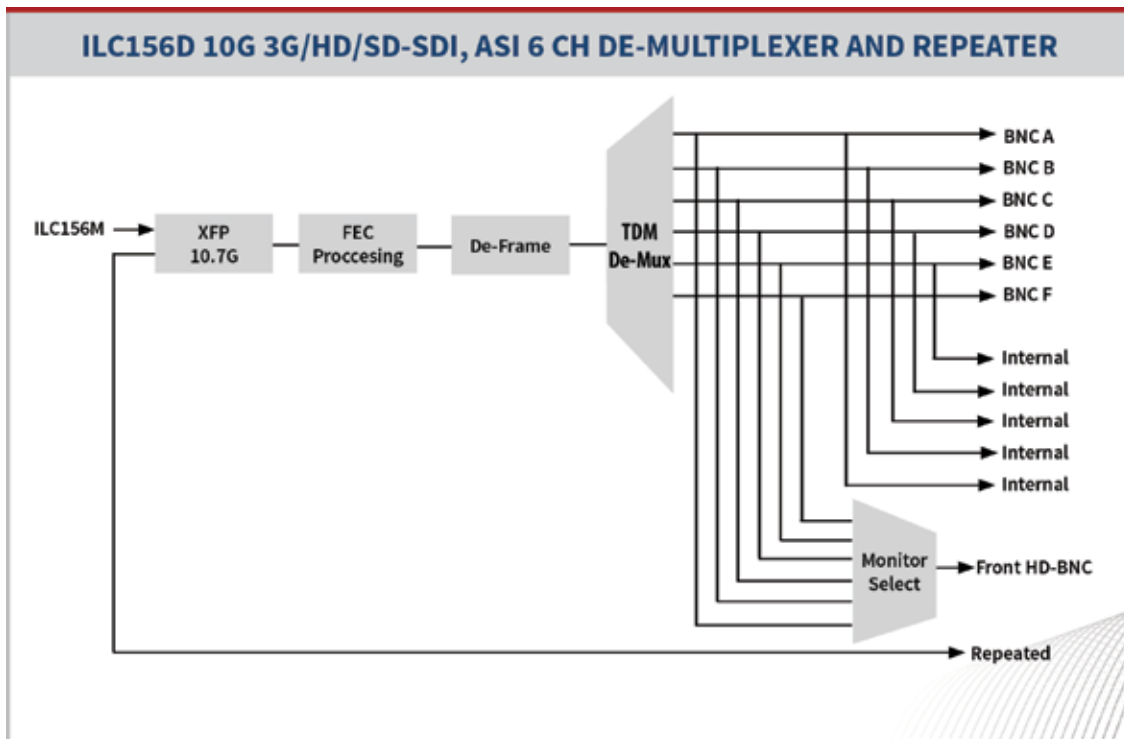 ILC156D 10G 3G/HD/SD-SDI, ASI 6 CH DE-MULTIPLEXER AND REPEATER
ILC156M
XFP
10.7G
FEC
Proccesing
De-Frame
TDM
De-Mux
BNC A
BNC B
BNC C
BNC D
BNC E
BNC F
Internal
Internal
Internal
Internal
Internal
Monitor
Select
Front HD-BNC
Repeated